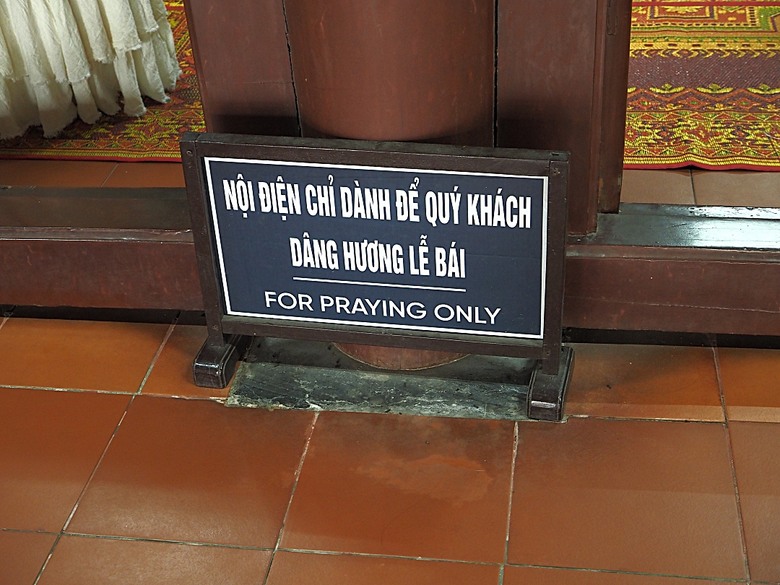 NỘI ĐIỆN CHỈ DÀNH ĐỂ QUÝ KHÁCH
DÂNG HƯƠNG LỄ BÁI
FOR PRAYING ONLY